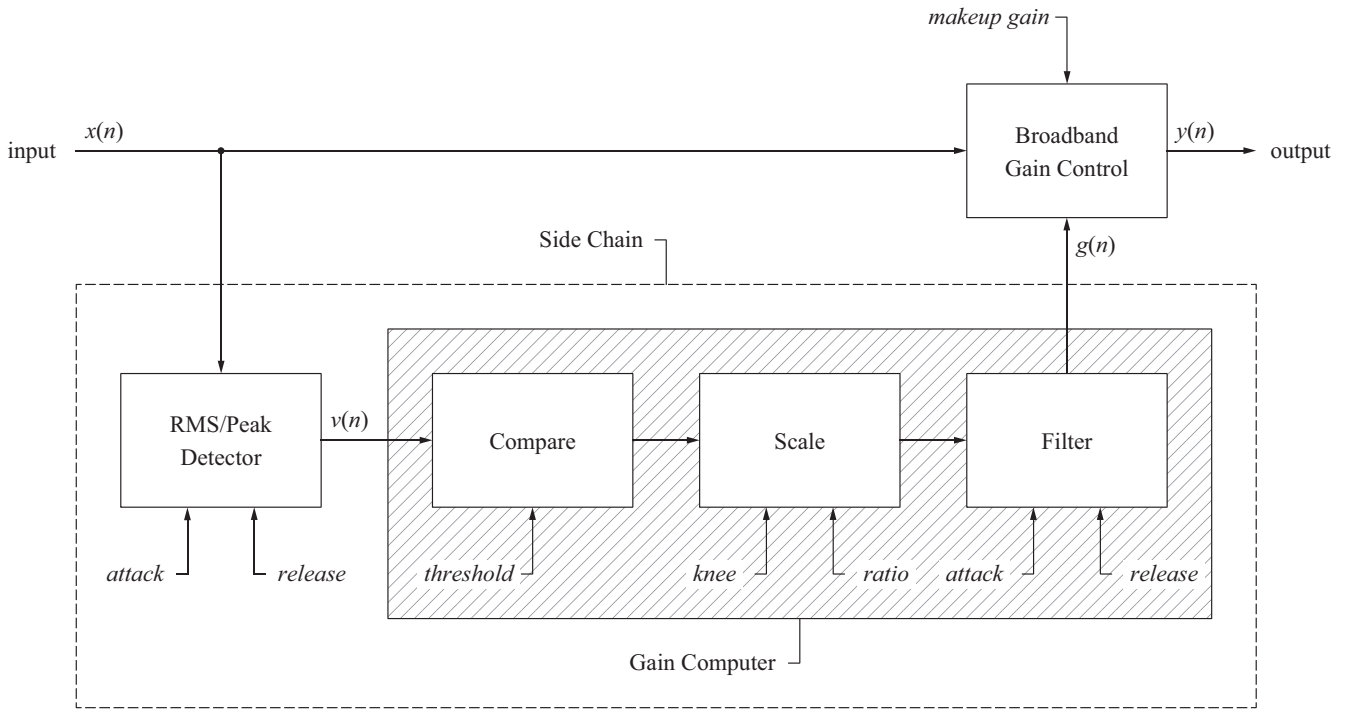 makeup gain
input
x(n)
Broadband
Gain Control
y(n)
output
Side Chain
g(n)
RMS/Peak
Detector
v(n)
Compare
Scale
Filter
attack
release
threshold
knee
ratio
attack
release
Gain Computer